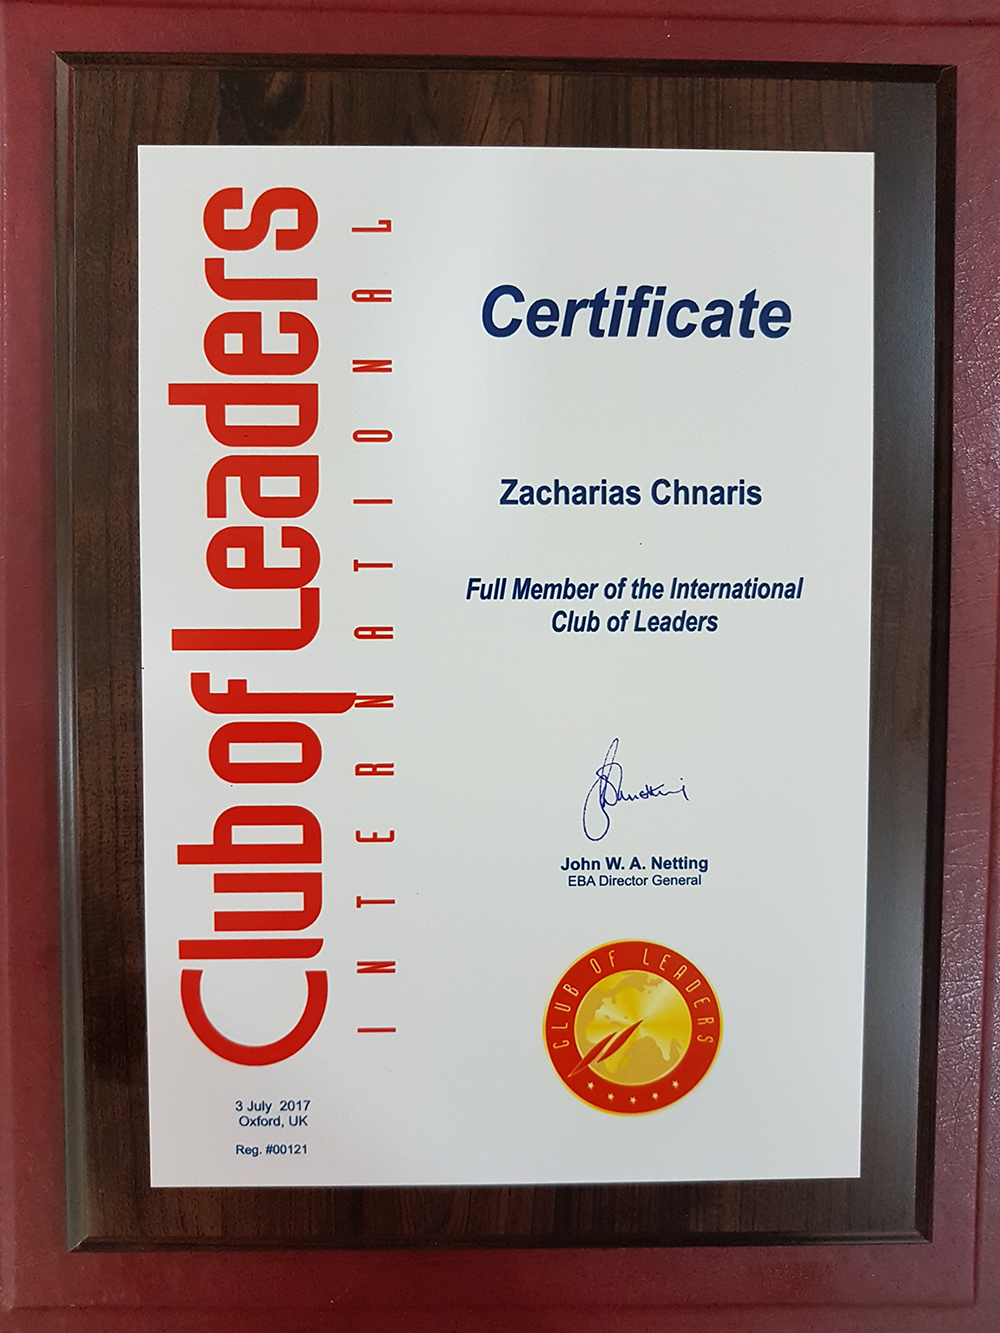 Club of Leaders
INTERNATIONAL
Certificate
Zacharias Chnaris
Full Member of the International
Club of Leaders
John W. A. Netting
EBA Director General
CLUB OF LEADERS
3 July 2017
Oxford, UK
Reg. #00121